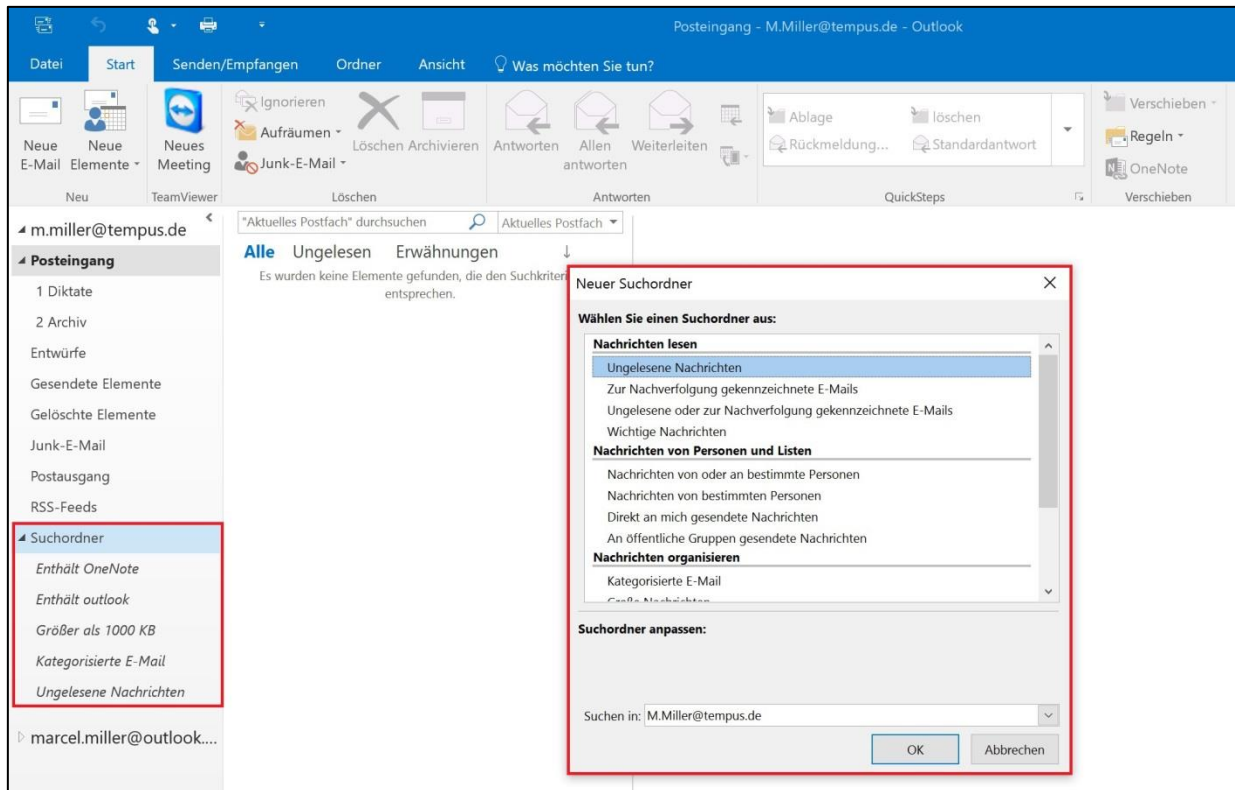 Posteingang - M.Miller@tempus.de - Outlook
Datei Start Senden/Empfangen Ordner Ansicht Was möchten Sie tun?
Neue E-Mail
Neue Elemente
Neu
Neues Meeting
TeamViewer
Ignorieren
Aufräumen
Junk-E-Mail
Löschen Archivieren
Löschen
Antworten
Allen antworten
Weiterleiten
Antworten
Ablage löschen
Rückmeldung... Standardantwort
QuickSteps
Verschieben
Regeln
OneNote
Verschieben
m.miller@tempus.de
Posteingang
1 Diktate
2 Archiv
Entwürfe
Gesendete Elemente
Gelöschte Elemente
Junk-E-Mail
Postausgang
RSS-Feeds
Suchordner
Enthält OneNote
Enthält outlook
Größer als 1000 KB
Kategorisierte E-Mail
Ungelesene Nachrichten
marcel.miller@outlook....
"Aktuelles Postfach" durchsuchen Aktuelles Postfach
Alle Ungelesen Erwähnungen
Es wurden keine Elemente gefunden, die den
entsprechen.
Neuer Suchordner
Wählen Sie einen Suchordner aus:
Nachrichten lesen
Ungelesene Nachrichten
Zur Nachverfolgung gekennzeichnete E-Mails
Ungelesene oder zur Nachverfolgung gekennzeichnete E-Mails
Wichtige Nachrichten
Nachrichten von Personen und Listen
Nachrichten von oder an bestimmte Personen
Nachrichten von bestimmten Personen
Direkt an mich gesendete Nachrichten
An öffentliche Gruppen gesendete Nachrichten
Nachrichten organisieren
Kategorisierte E-Mail
Suchordner anpassen:
Suchen in: M.Miller@tempus.de
OK Abbrechen